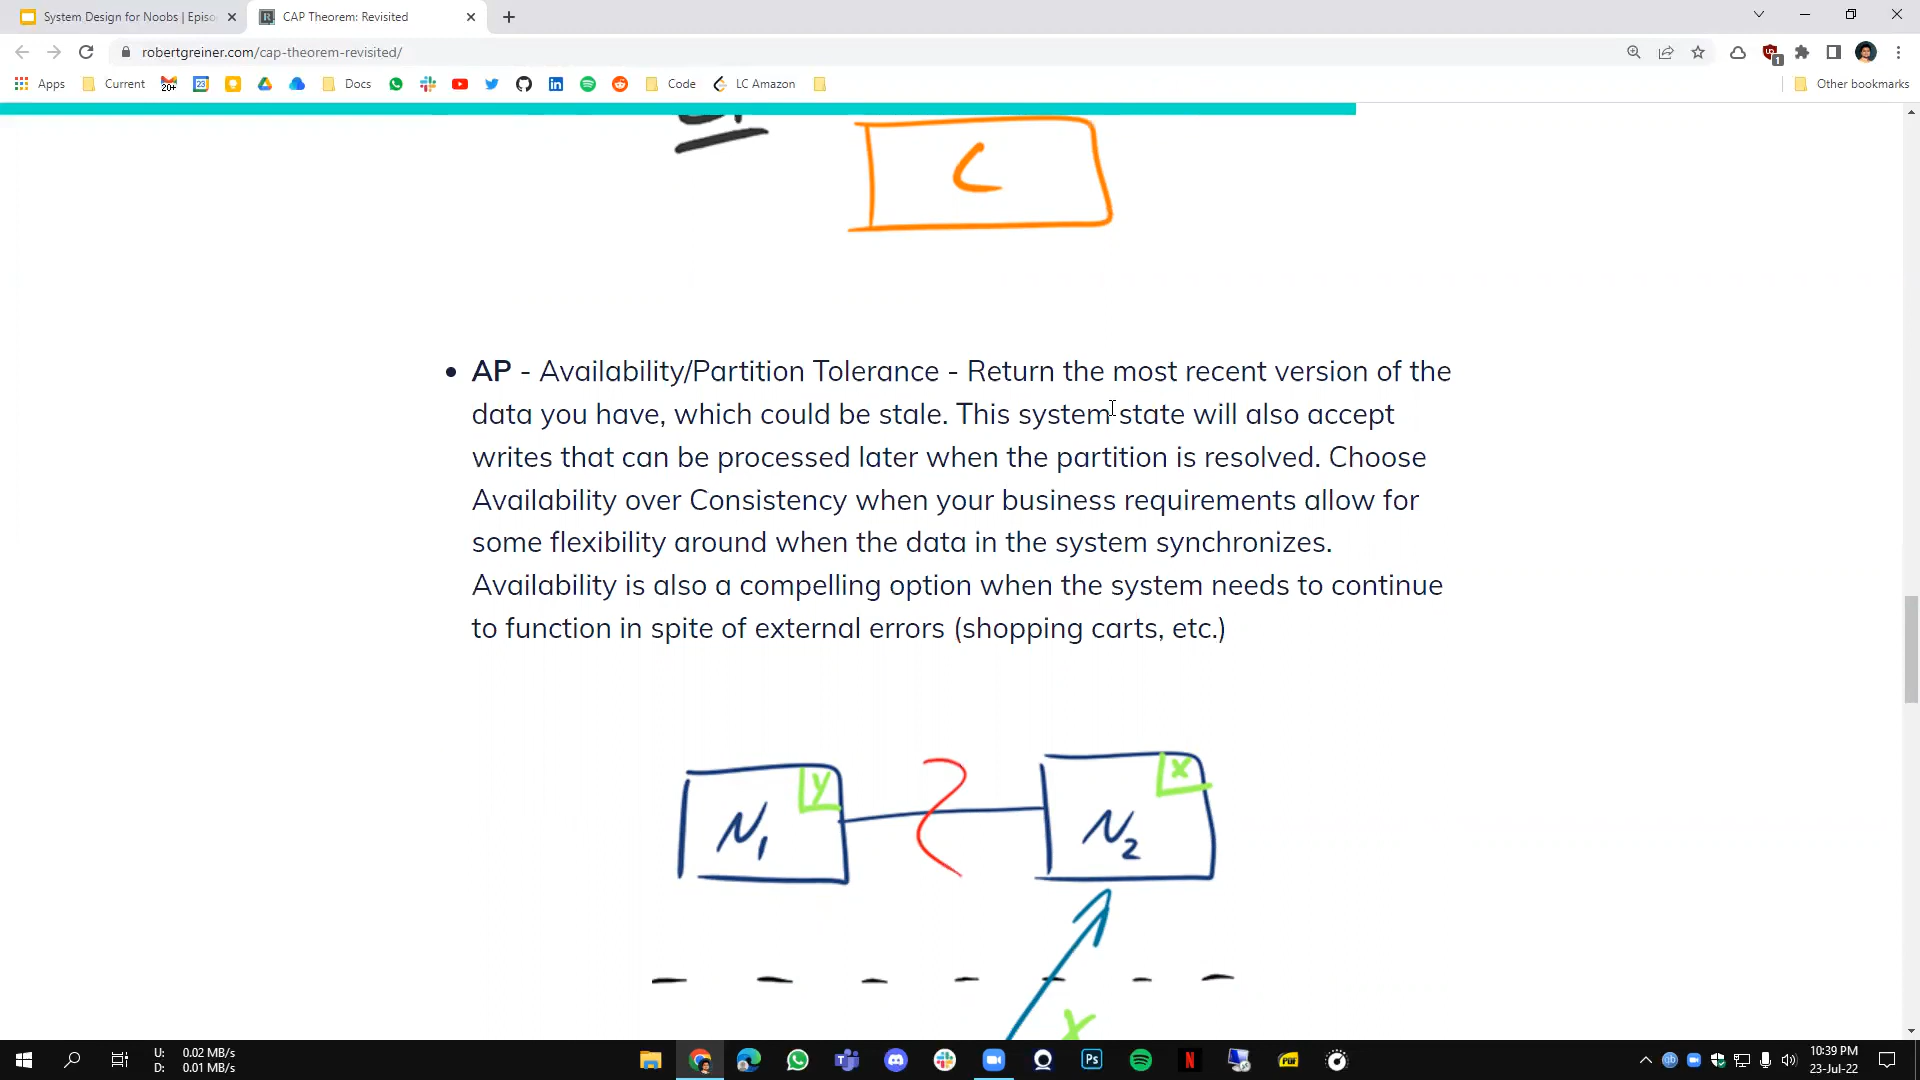 System Design for Noobs | Episo
CAP Theorem: Revisited
robertgreiner.com/cap-theorem-revisited/
1
Apps
Current
20+
23
Docs
Code
LC Amazon
Other bookmarks
C
AP - Availability/Partition Tolerance - Return the most recent version of the
data you have, which could be stale. This system state will also accept
writes that can be processed later when the partition is resolved. Choose
Availability over Consistency when your business requirements allow for
some flexibility around when the data in the system synchronizes.
Availability is also a compelling option when the system needs to continue
to function in spite of external errors (shopping carts, etc.)
y
N1
x
N2
x
U: 0.02 MB/s
D: 0.01 MB/s
Ps
N
10:39 PM
23-Jul-22